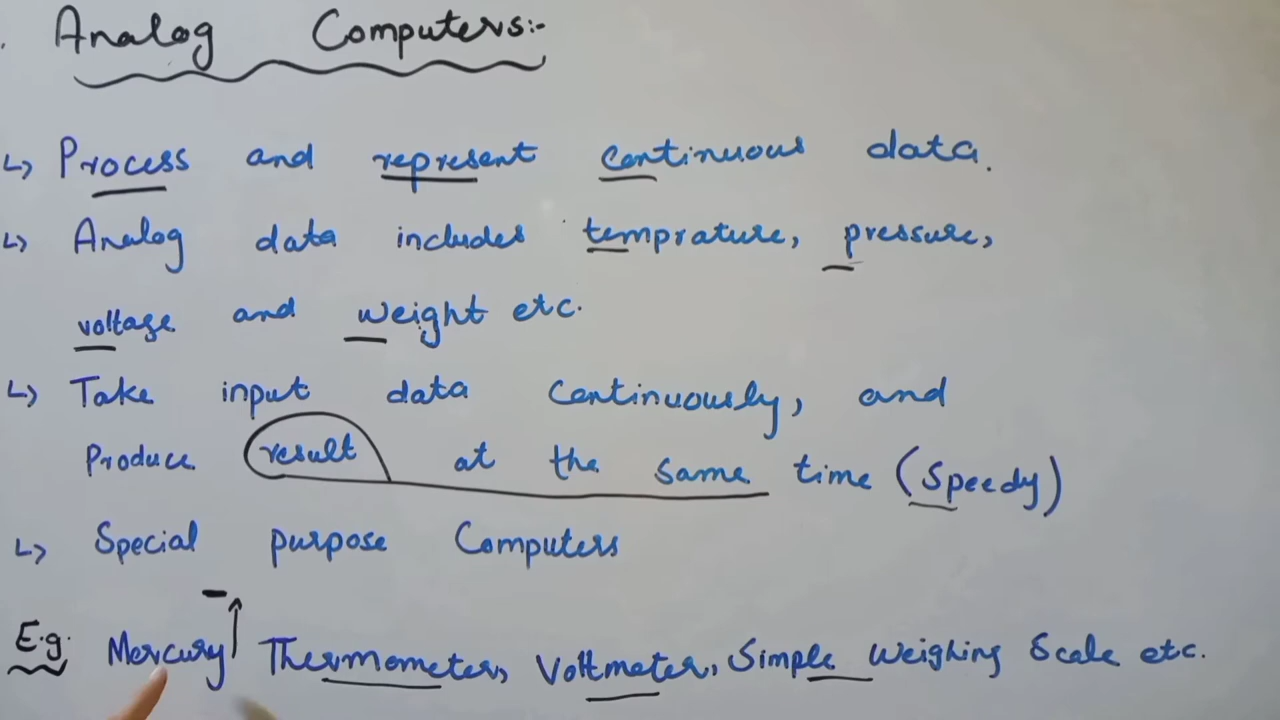 Analog Computers:-
↳ Process and represent continuous data.
↳ Analog data includes temprature, pressure,
voltage and weight etc.
↳ Take input data Continuously, and
Produce result at the same time (Speedy)
↳ Special purpose Computers
E.g: Mercury Thermometer, Voltmeter, Simple Weighing Scale etc.